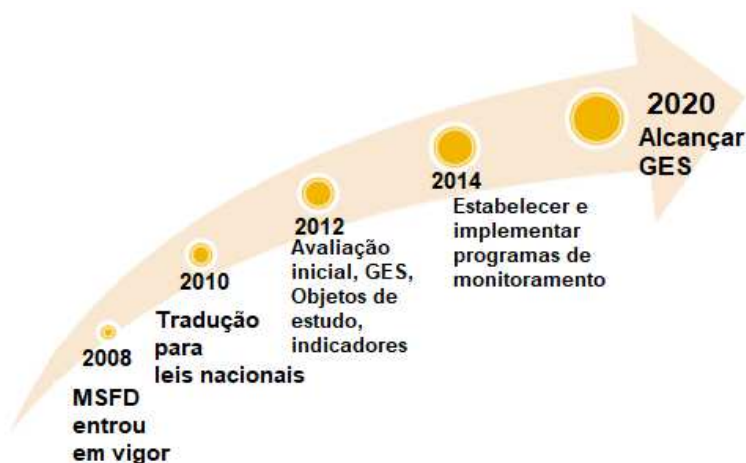 2008
MSFD
entrou
em vigor
2010
Tradução
para
leis nacionais
2012
Avaliação
inicial, GES,
Objetos de
estudo,
indicadores
2014
Estabelecer e
implementar
programas de
monitoramento
2020
Alcançar
GES